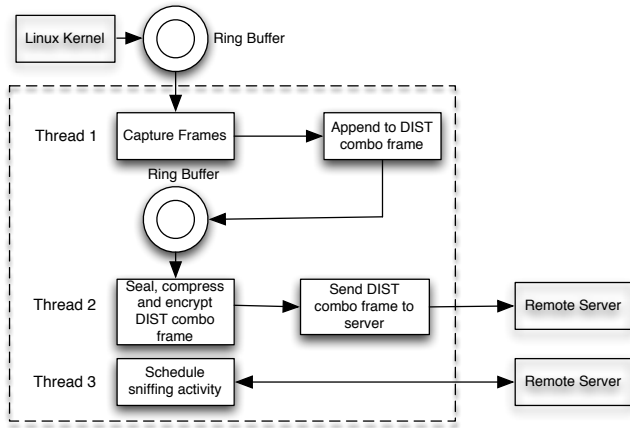 Linux Kernel
Ring Buffer
Thread 1
Capture Frames
Append to DIST
combo frame
Ring Buffer
Thread 2
Seal, compress
and encrypt
DIST combo
frame
Send DIST
combo frame to
server
Remote Server
Thread 3
Schedule
sniffing activity
Remote Server